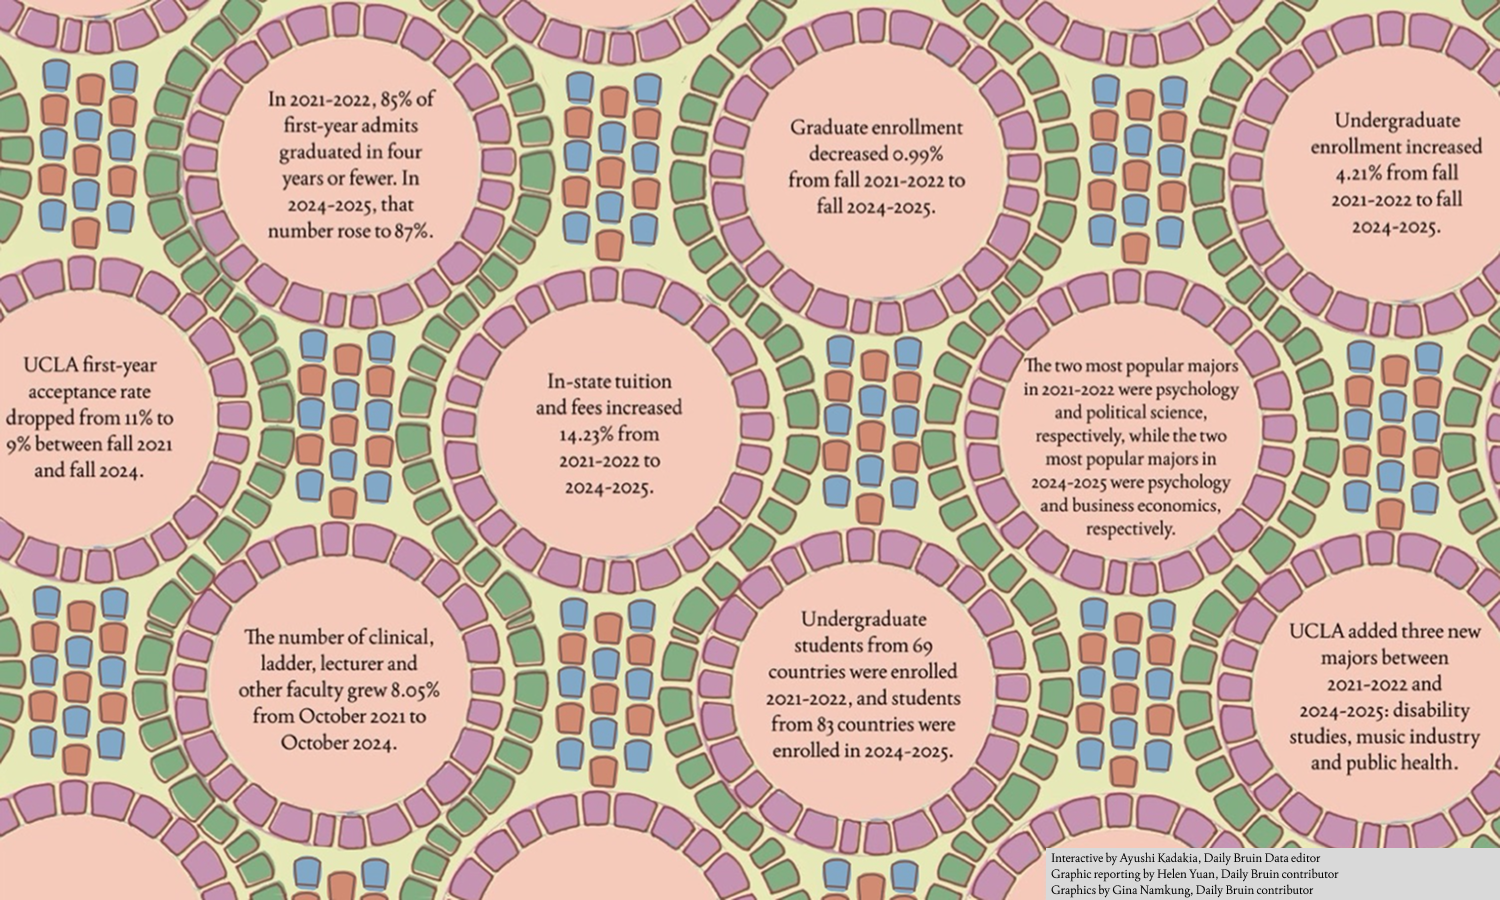 In 2021-2022, 85% of
first-year admits
graduated in four
years or fewer. In
2024-2025, that
number rose to 87%.
Graduate enrollment
decreased 0.99%
from fall 2021-2022 to
fall 2024-2025.
Undergraduate
enrollment increased
4.21% from fall
2021-2022 to fall
2024-2025.
UCLA first-year
acceptance rate
dropped from 11% to
9% between fall 2021
and fall 2024.
In-state tuition
and fees increased
14.23% from
2021-2022 to
2024-2025.
The two most popular majors
in 2021-2022 were psychology
and political science,
respectively, while the two
most popular majors in
2024-2025 were psychology
and business economics,
respectively.
The number of clinical,
ladder, lecturer and
other faculty grew 8.05%
from October 2021 to
October 2024.
Undergraduate
students from 69
countries were enrolled
2021-2022, and students
from 83 countries were
enrolled in 2024-2025.
UCLA added three new
majors between
2021-2022 and
2024-2025: disability
studies, music industry
and public health.
Interactive by Ayushi Kadakia, Daily Bruin Data editor
Graphic reporting by Helen Yuan, Daily Bruin contributor
Graphics by Gina Namkung, Daily Bruin contributor